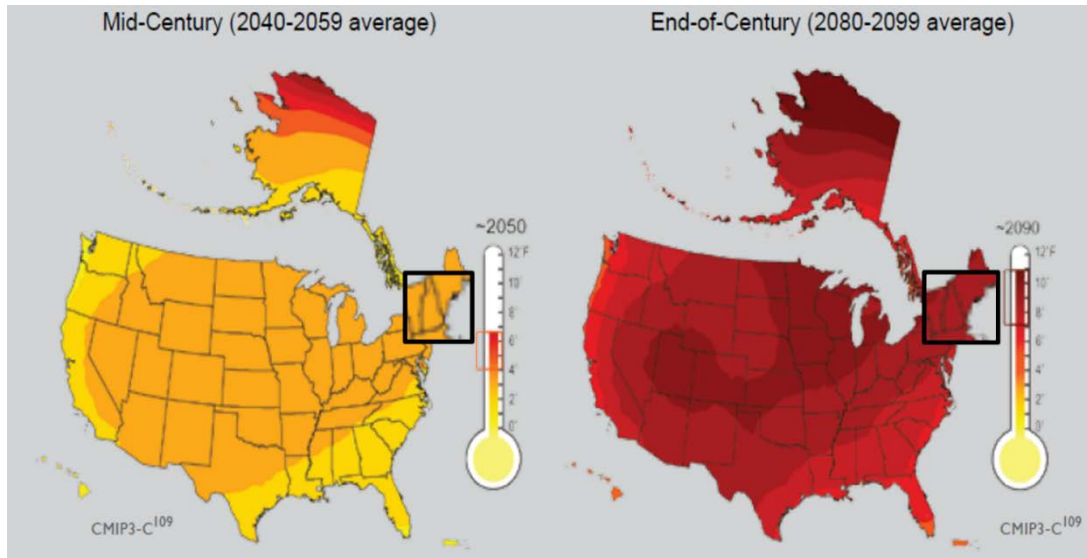 Mid-Century (2040-2059 average)
End-of-Century (2080-2099 average)
~2050
12°F
10°
8°
6°
4°
2°
0°
CMIP3-C109
~2090
12°F
10°
8°
6°
4°
2°
0°
CMIP3-C109